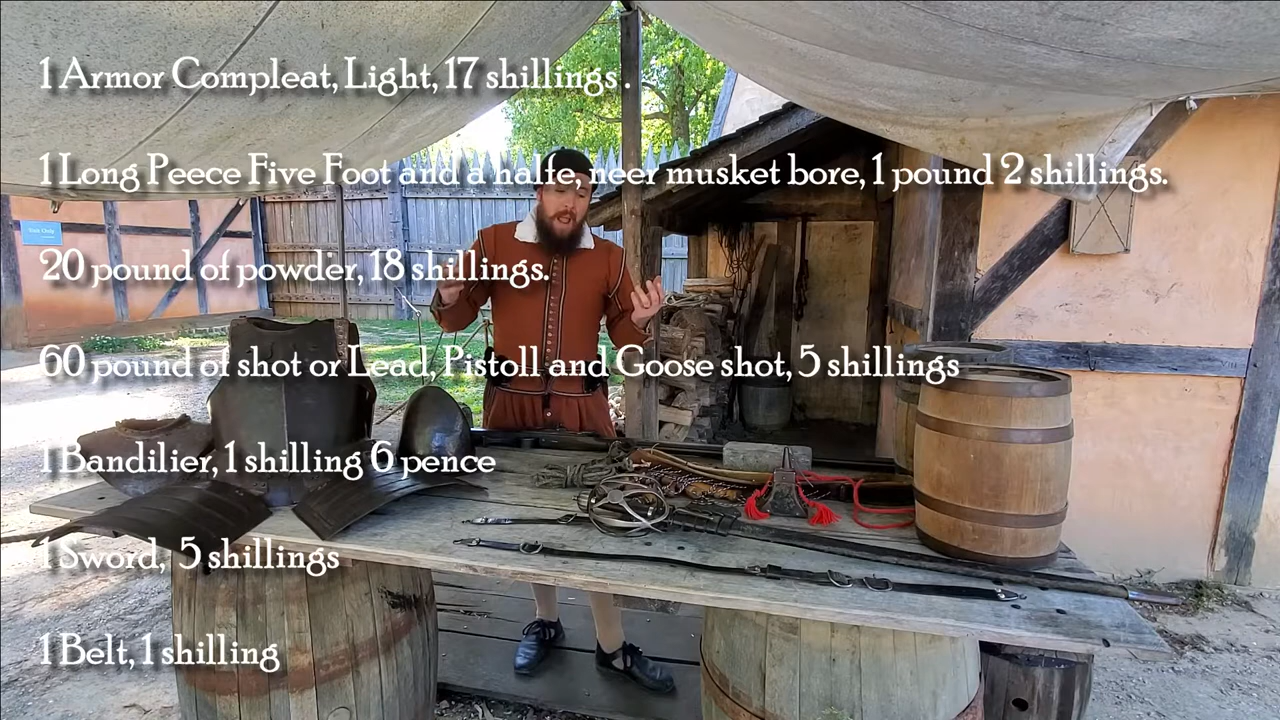 1 Armor Compleat, Light, 17 shillings .
1 Long Peece Five Foot and a halfe, neer musket bore, 1 pound 2 shillings.
20 pound of powder, 18 shillings.
60 pound of shot or Lead, Pistoll and Goose shot, 5 shillings
1 Bandilier, 1 shilling 6 pence
1 Sword, 5 shillings
1 Belt, 1 shilling